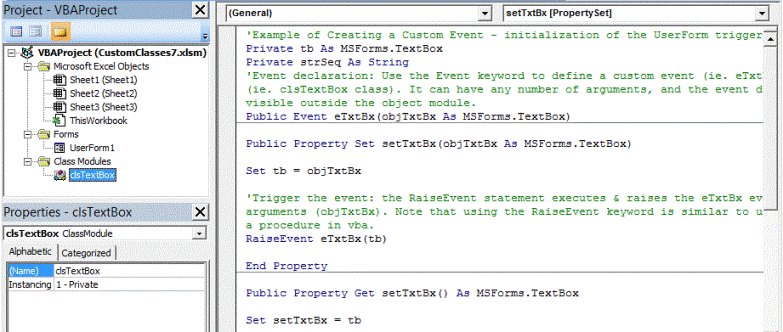 Project - VBAProject
VBAProject (CustomClasses7.xlsm)
Microsoft Excel Objects
Sheet1 (Sheet1)
Sheet2 (Sheet2)
Sheet3 (Sheet3)
ThisWorkbook
Forms
UserForm1
Class Modules
clsTextBox
Properties - clsTextBox
clsTextBox ClassModule
Alphabetic Categorized
(Name) clsTextBox
Instancing 1 - Private
(General) setTxtBx [PropertySet]
'Example of Creating a Custom Event - initialization of the UserForm trigger
Private tb As MSForms.TextBox
Private strSeq As String
'Event declaration: Use the Event keyword to define a custom event (ie. eTxt
(ie. clsTextBox class). It can have any number of arguments, and the event d
visible outside the object module.
Public Event eTxtBx(objTxtBx As MSForms.TextBox)
Public Property Set setTxtBx(objTxtBx As MSForms.TextBox)
Set tb = objTxtBx
'Trigger the event: the RaiseEvent statement executes & raises the eTxtBx ev
arguments (objTxtBx). Note that using the RaiseEvent keyword is similar to u
a procedure in vba.
RaiseEvent eTxtBx(tb)
End Property
Public Property Get setTxtBx() As MSForms.TextBox
Set setTxtBx = tb